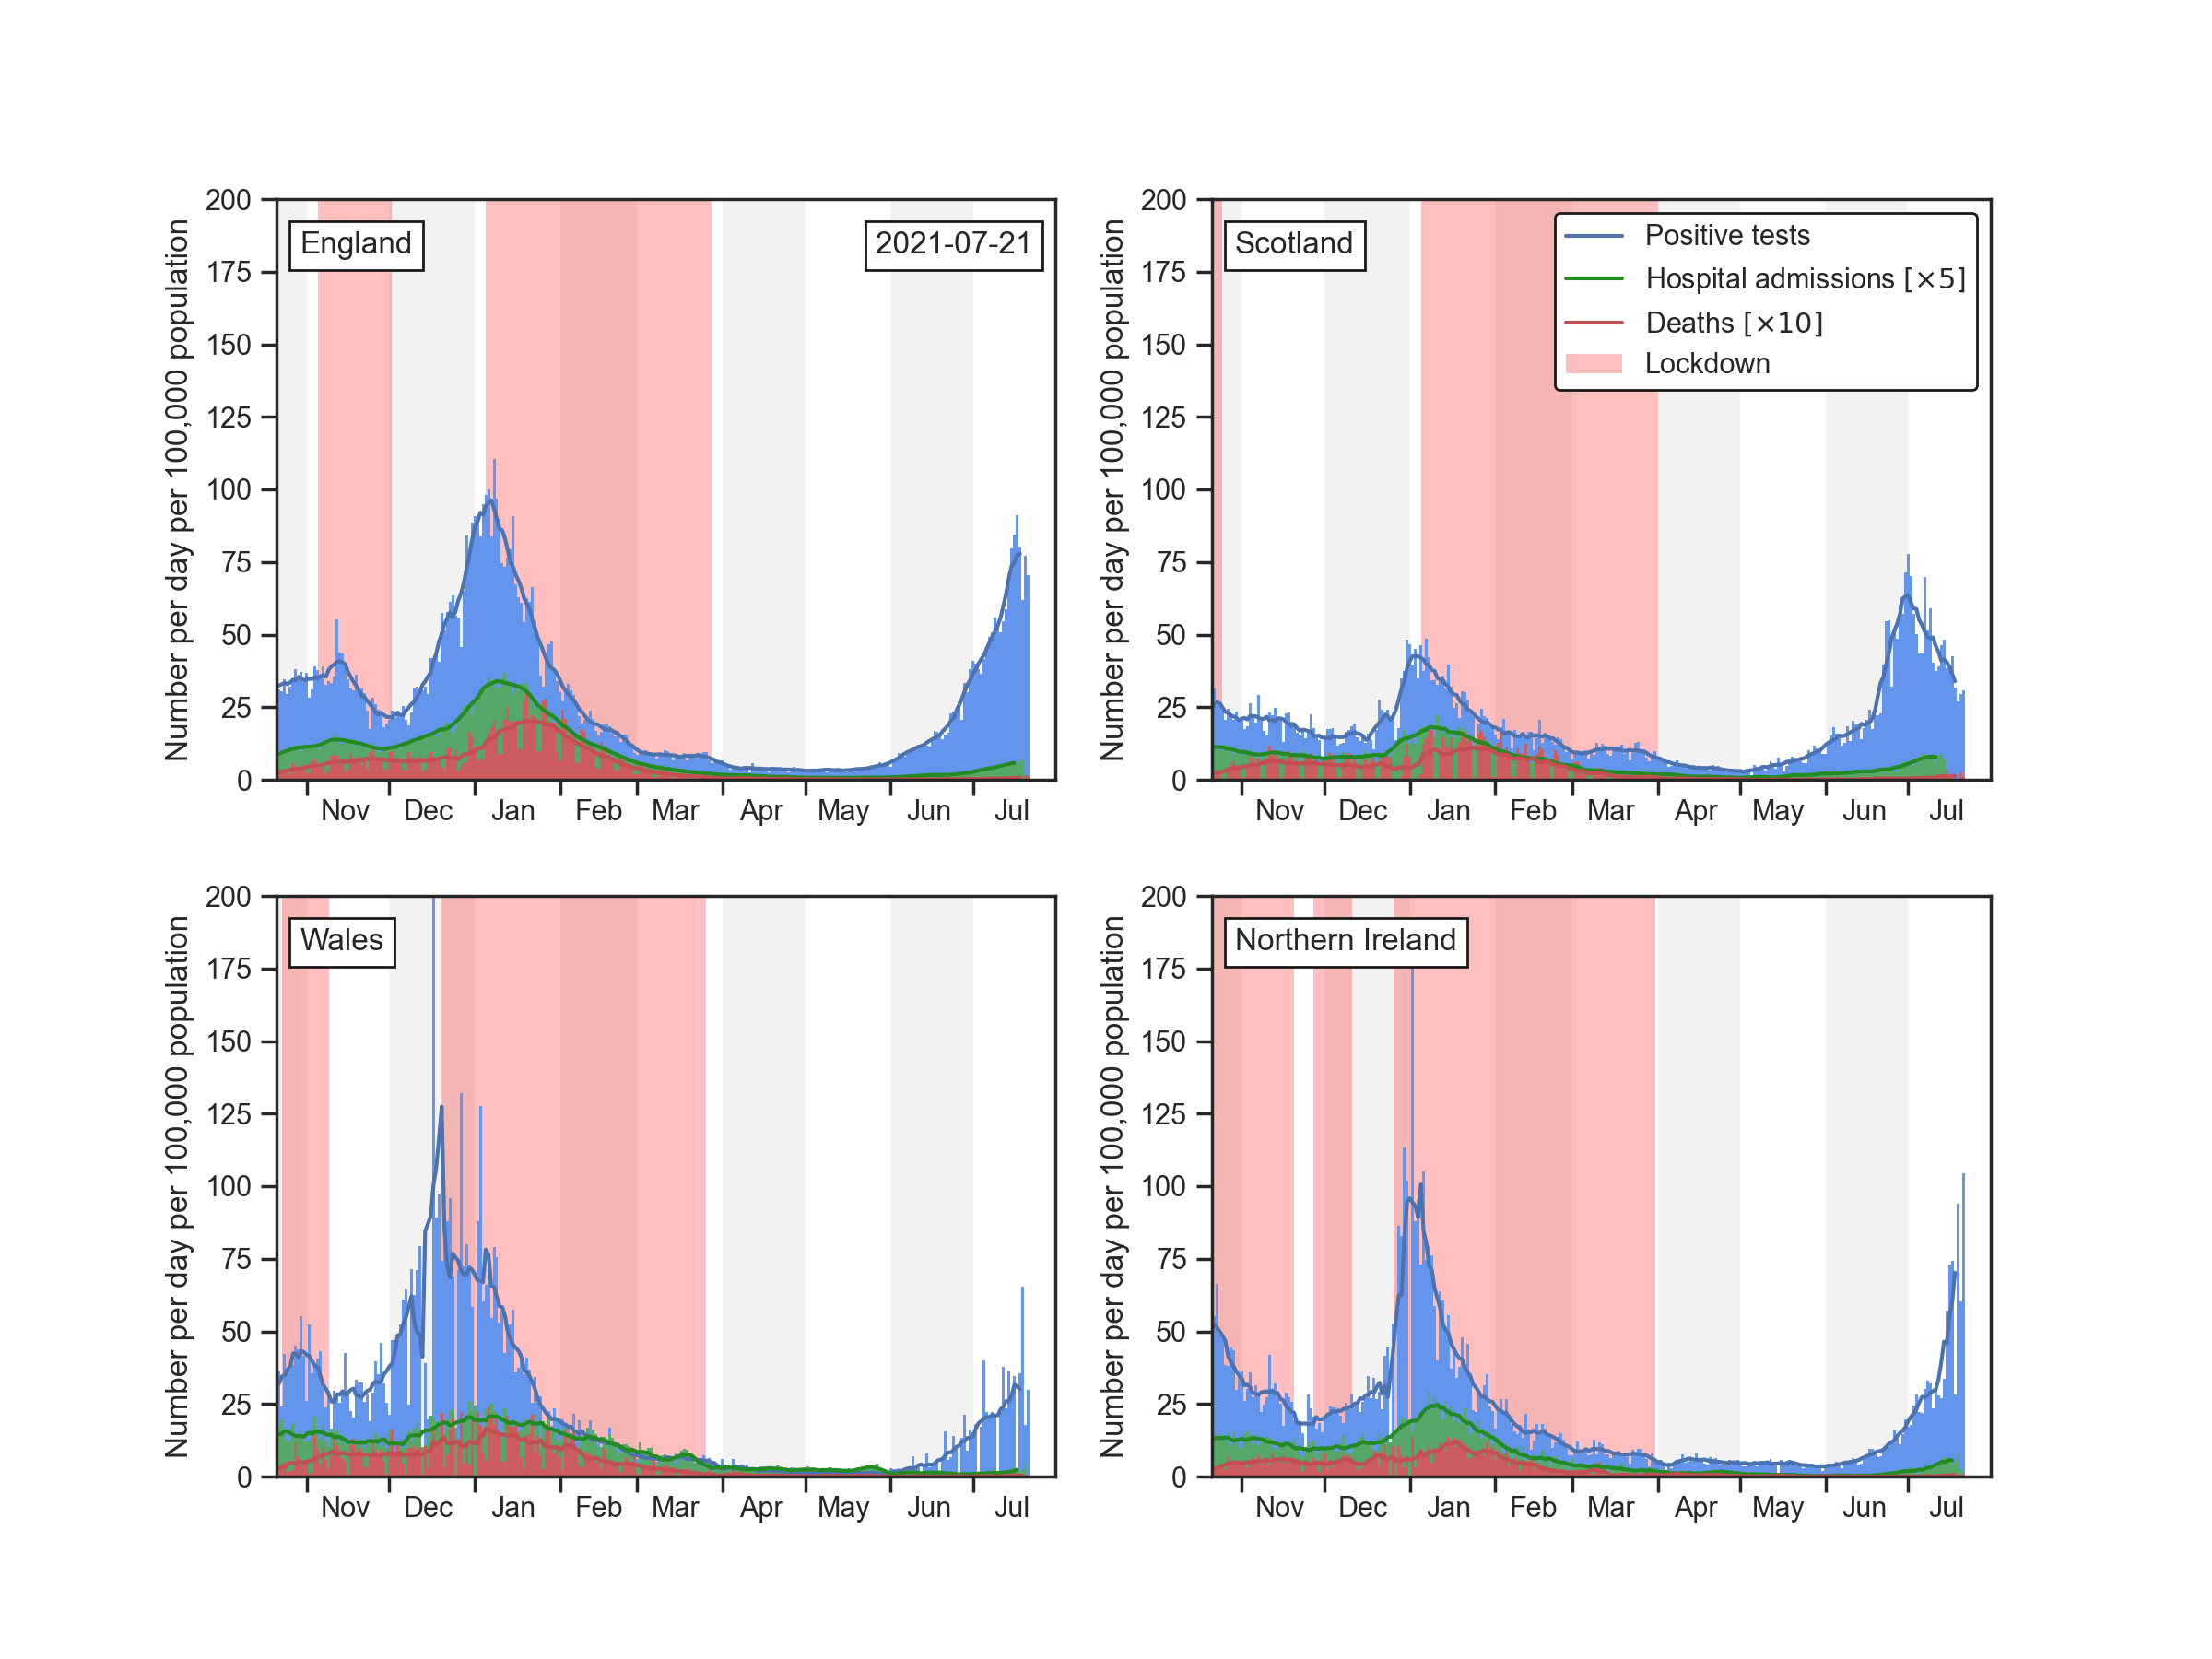 England
2021-07-21
Number per day per 100,000 population
200
175
150
125
100
75
50
25
0
Nov Dec Jan Feb Mar Apr May Jun Jul
Scotland
Positive tests
Hospital admissions [×5]
Deaths [×10]
Lockdown
Number per day per 100,000 population
200
175
150
125
100
75
50
25
0
Nov Dec Jan Feb Mar Apr May Jun Jul
Wales
Number per day per 100,000 population
200
175
150
125
100
75
50
25
0
Nov Dec Jan Feb Mar Apr May Jun Jul
Northern Ireland
Number per day per 100,000 population
200
175
150
125
100
75
50
25
0
Nov Dec Jan Feb Mar Apr May Jun Jul